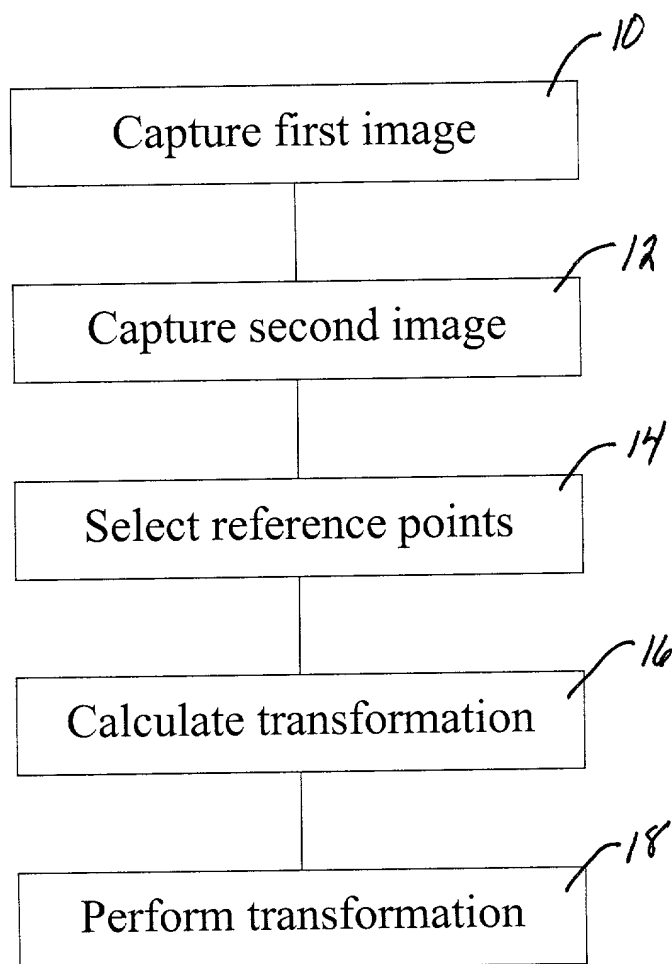 10
Capture first image
12
Capture second image
14
Select reference points
16
Calculate transformation
18
Perform transformation